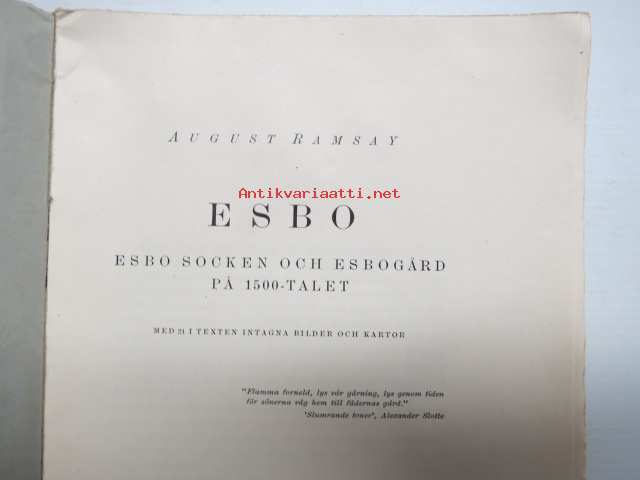 AUGUST RAMSAY
Antikvariaatti.net
ESBO
ESBO SOCKEN OCH ESBOGÅRD
PÅ 1500-TALET
MED 21 I TEXTEN INTAGNA BILDER OCH KARTOR
"Flamma forneld, lys vår gärning, lys genom tiden
för sönerna väg hem till fädernas gård."
'Slumrande toner', Alexander Slotte